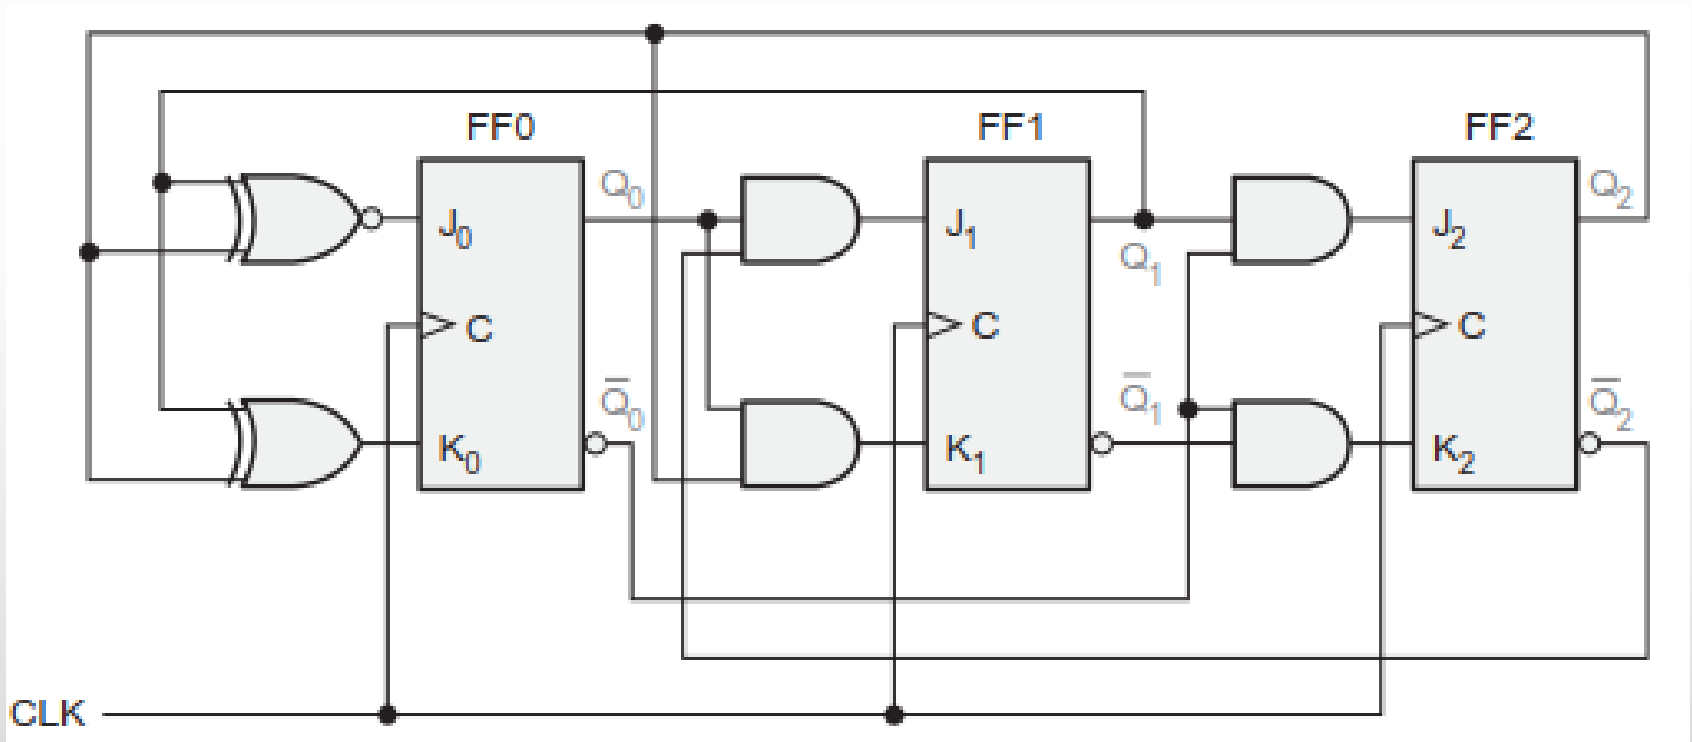 FF0 FF1 FF2
Q₀ Q₂
J₀ J₁ J₂
Q₁
C C C
Q̅₀ Q̅₁ Q̅₂
K₀ K₁ K₂
CLK